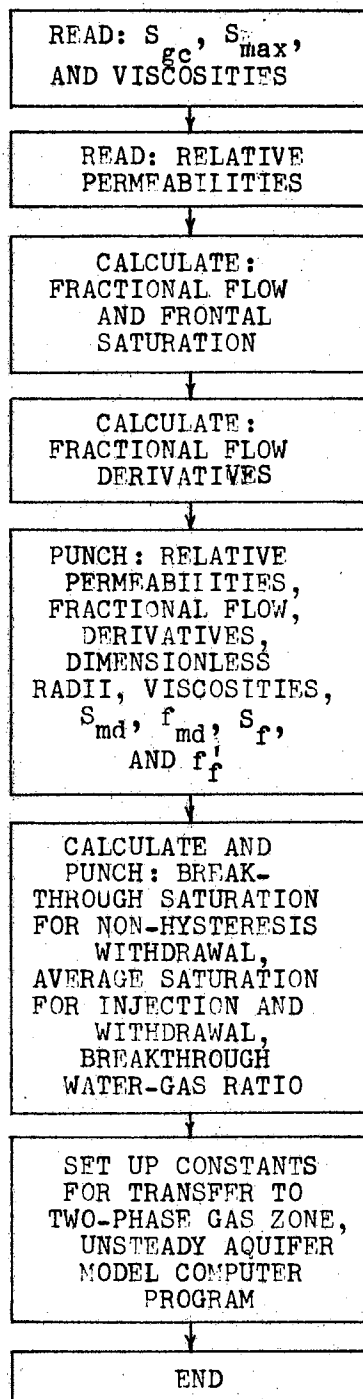 READ: S_gc, S_max,
AND VISCOSITIES
READ: RELATIVE
PERMEABILITIES
CALCULATE:
FRACTIONAL FLOW
AND FRONTAL
SATURATION
CALCULATE:
FRACTIONAL FLOW
DERIVATIVES
PUNCH: RELATIVE
PERMEABILITIES,
FRACTIONAL FLOW,
DERIVATIVES,
DIMENSIONLESS
RADII, VISCOSITIES,
S_md, f_md, S_f,
AND f'_f
CALCULATE AND
PUNCH: BREAK-
THROUGH SATURATION
FOR NON-HYSTERESIS
WITHDRAWAL,
AVERAGE SATURATION
FOR INJECTION AND
WITHDRAWAL,
BREAKTHROUGH
WATER-GAS RATIO
SET UP CONSTANTS
FOR TRANSFER TO
TWO-PHASE GAS ZONE,
UNSTEADY AQUIFER
MODEL COMPUTER
PROGRAM
END